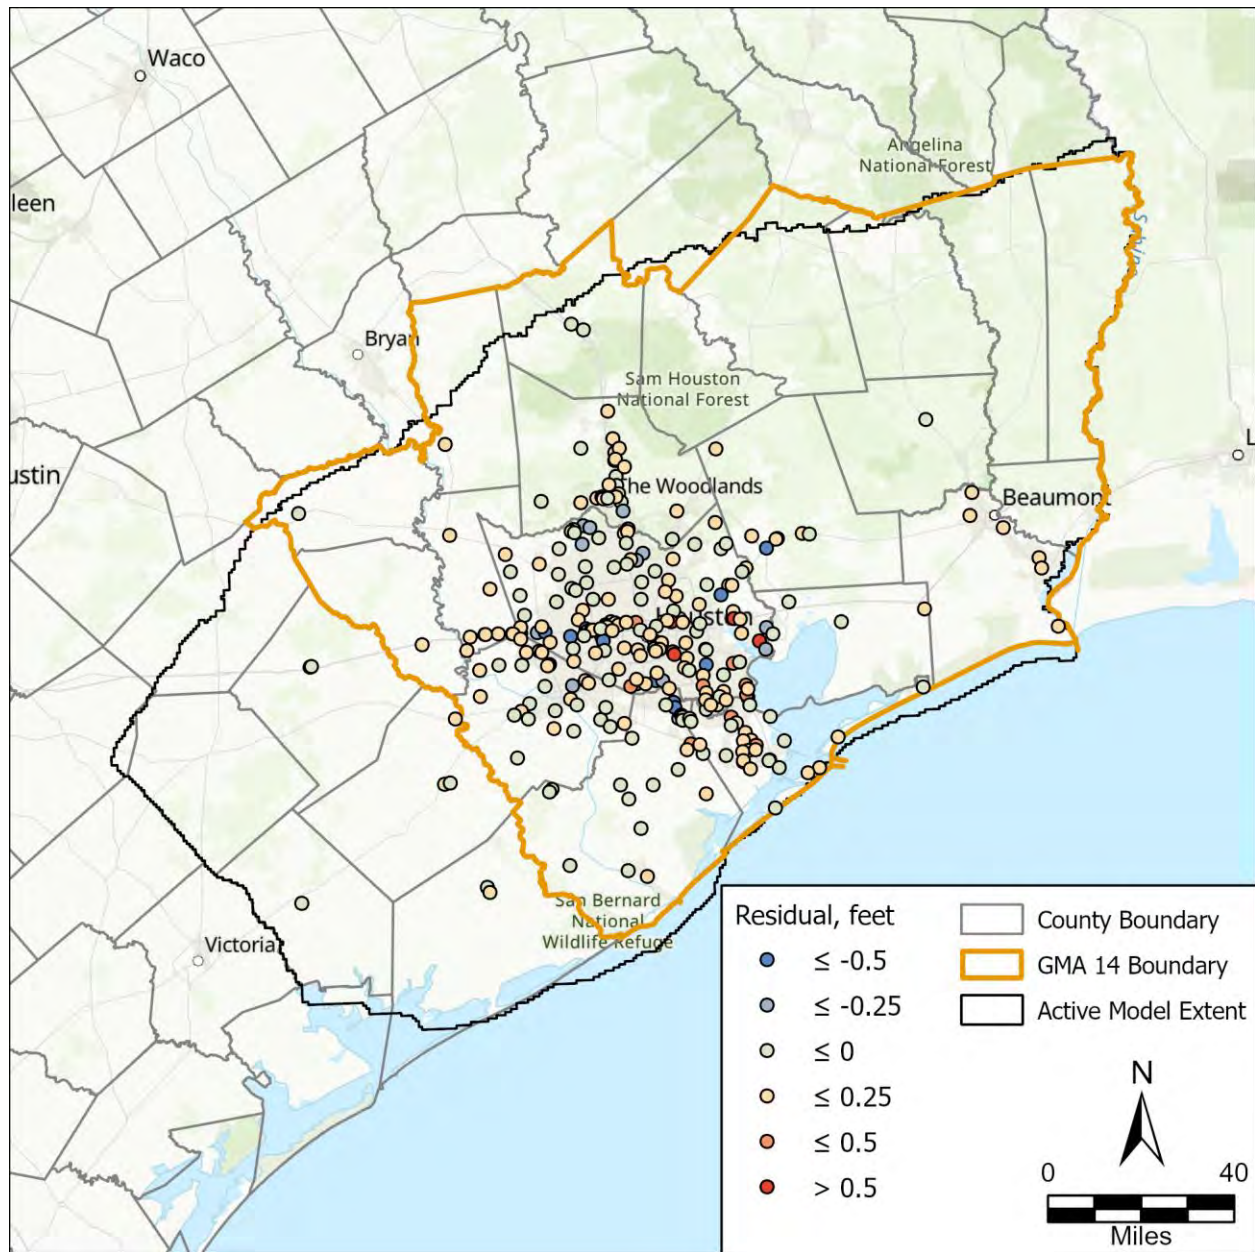 Waco
Angelina
National Forest
leen
Bryan
Sam Houston
National Forest
ustin
The Woodlands
Beaumont
L
Houston
San Bernard
National
Wildlife Refuge
Victoria
Residual, feet
≤ -0.5
≤ -0.25
≤ 0
≤ 0.25
≤ 0.5
> 0.5
County Boundary
GMA 14 Boundary
Active Model Extent
N
0 40
Miles